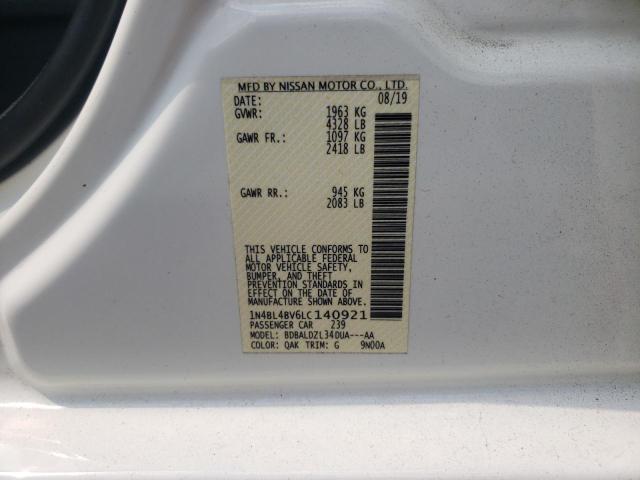 MFD BY NISSAN MOTOR CO., LTD.
DATE: 08/19
GVWR: 1963 KG
4328 LB
GAWR FR.: 1097 KG
2418 LB
GAWR RR.: 945 KG
2083 LB
THIS VEHICLE CONFORMS TO
ALL APPLICABLE FEDERAL
MOTOR VEHICLE SAFETY,
BUMPER, AND THEFT
PREVENTION STANDARDS
IN EFFECT ON THE DATE OF
MANUFACTURE SHOWN ABOVE.
1N4BL4BV6LC140921
PASSENGER CAR 239
MODEL: BDBALDZL34DUA---AA
COLOR: QAK TRIM: G 9N00A